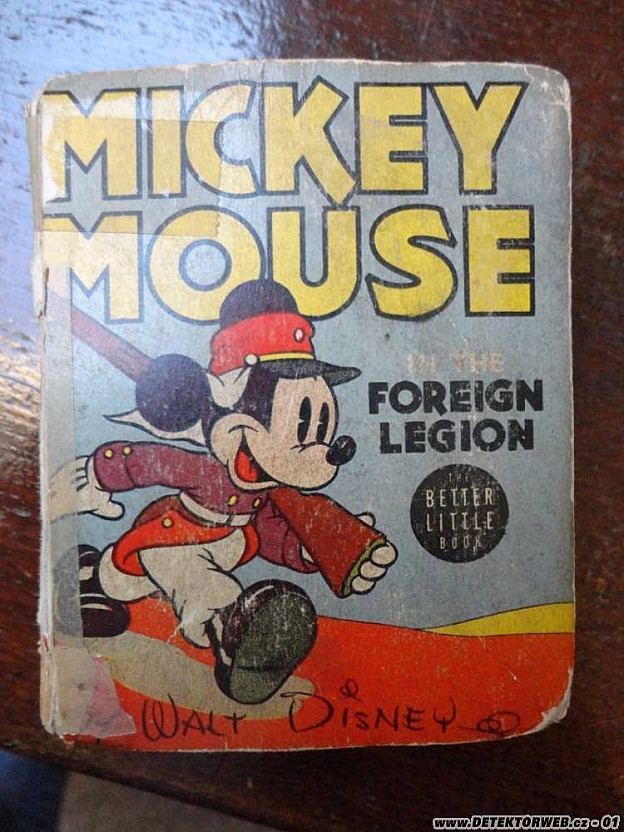 MICKEY
MOUSE
IN THE
FOREIGN
LEGION
THE
BETTER
LITTLE
BOOK
WALT DISNEY
www.DETEKTORWEB.cz - 01